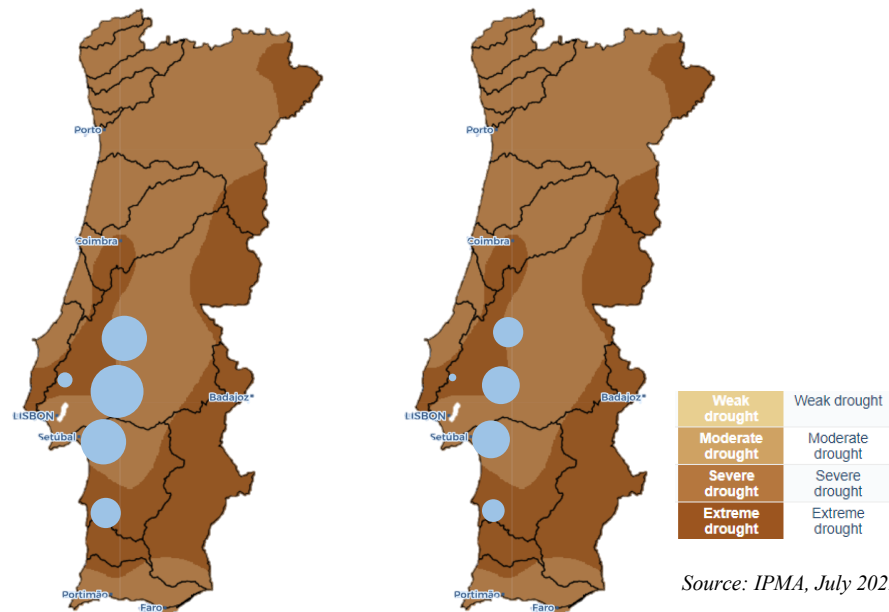 Porto
Coimbra
LISBON
Setúbal
Badajoz
Portimão
Faro
Porto
Coimbra
LISBON
Setúbal
Badajoz
Portimão
Faro
Weak drought
Weak drought
Moderate drought
Moderate drought
Severe drought
Severe drought
Extreme drought
Extreme drought
Source: IPMA, July 202